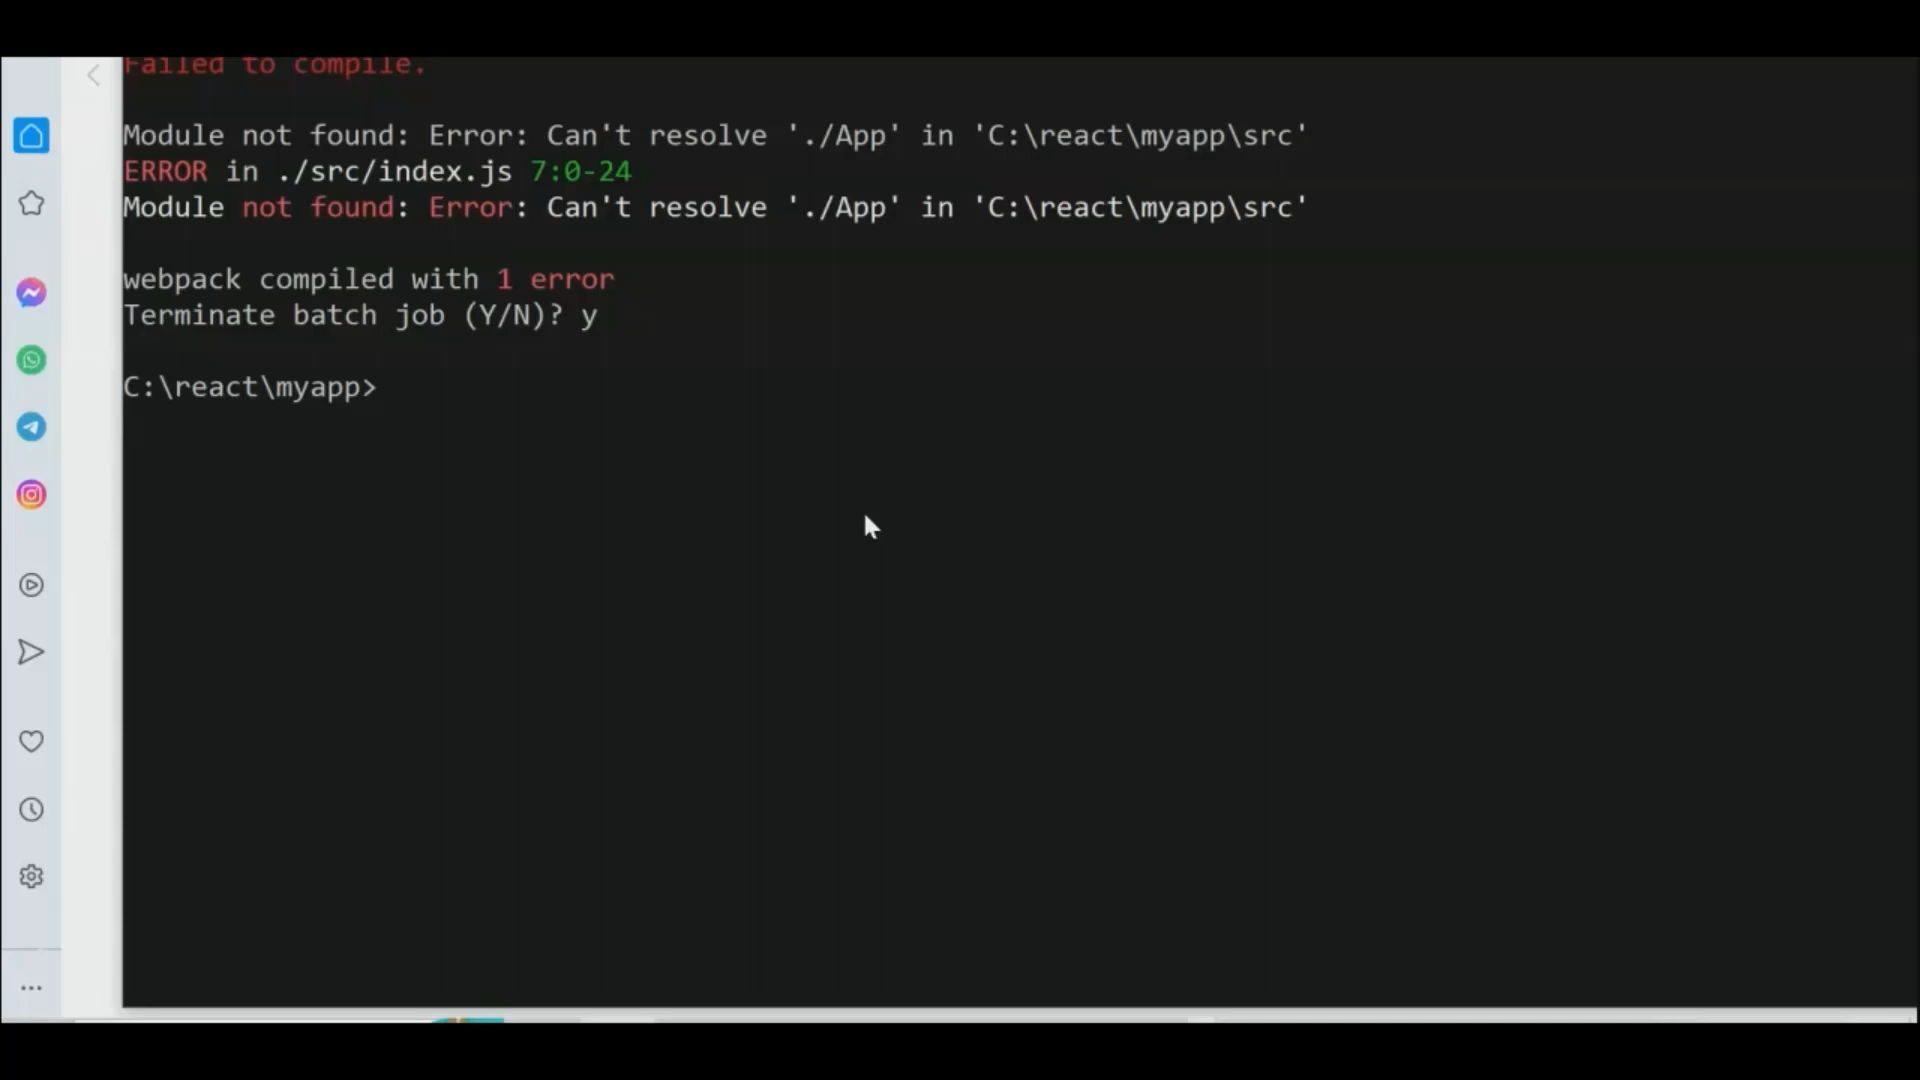 Failed to compile.
Module not found: Error: Can't resolve './App' in 'C:\react\myapp\src'
ERROR in ./src/index.js 7:0-24
Module not found: Error: Can't resolve './App' in 'C:\react\myapp\src'
webpack compiled with 1 error
Terminate batch job (Y/N)? y
C:\react\myapp>